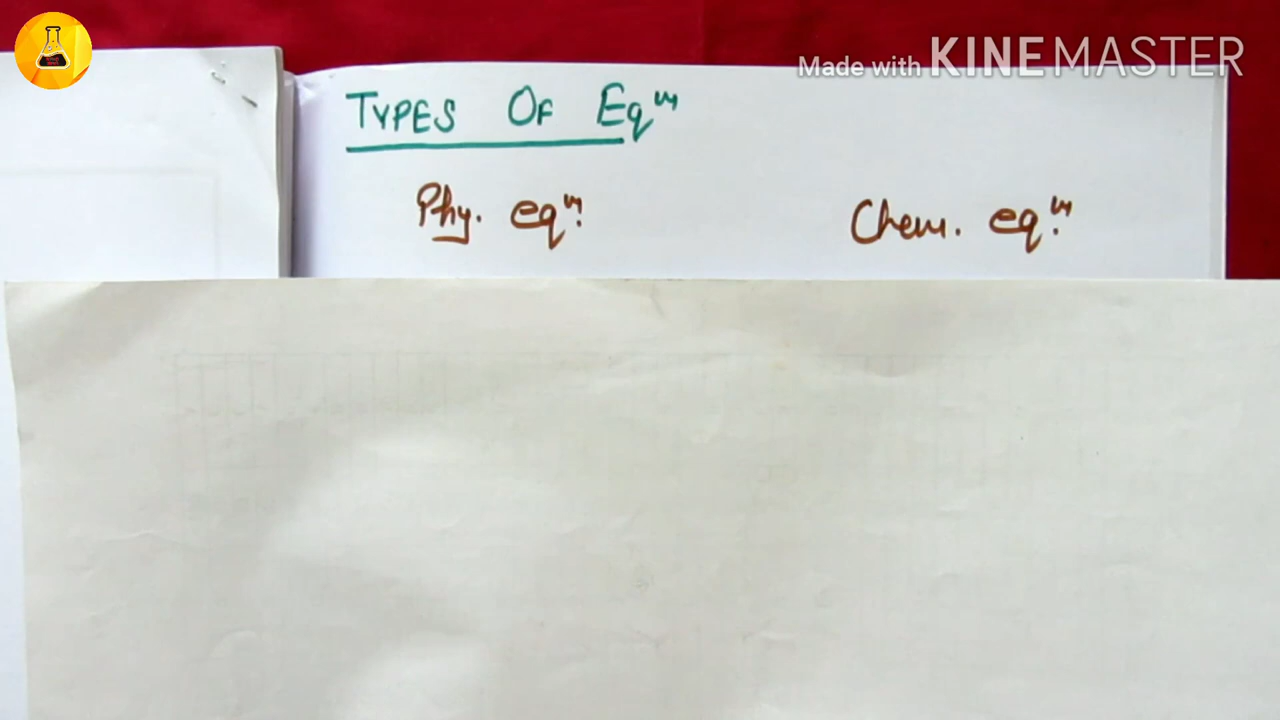 Made with KINEMASTER
TYPES OF Eqᵐ
Phy. eqᵐ.
Chem. eqᵐ.